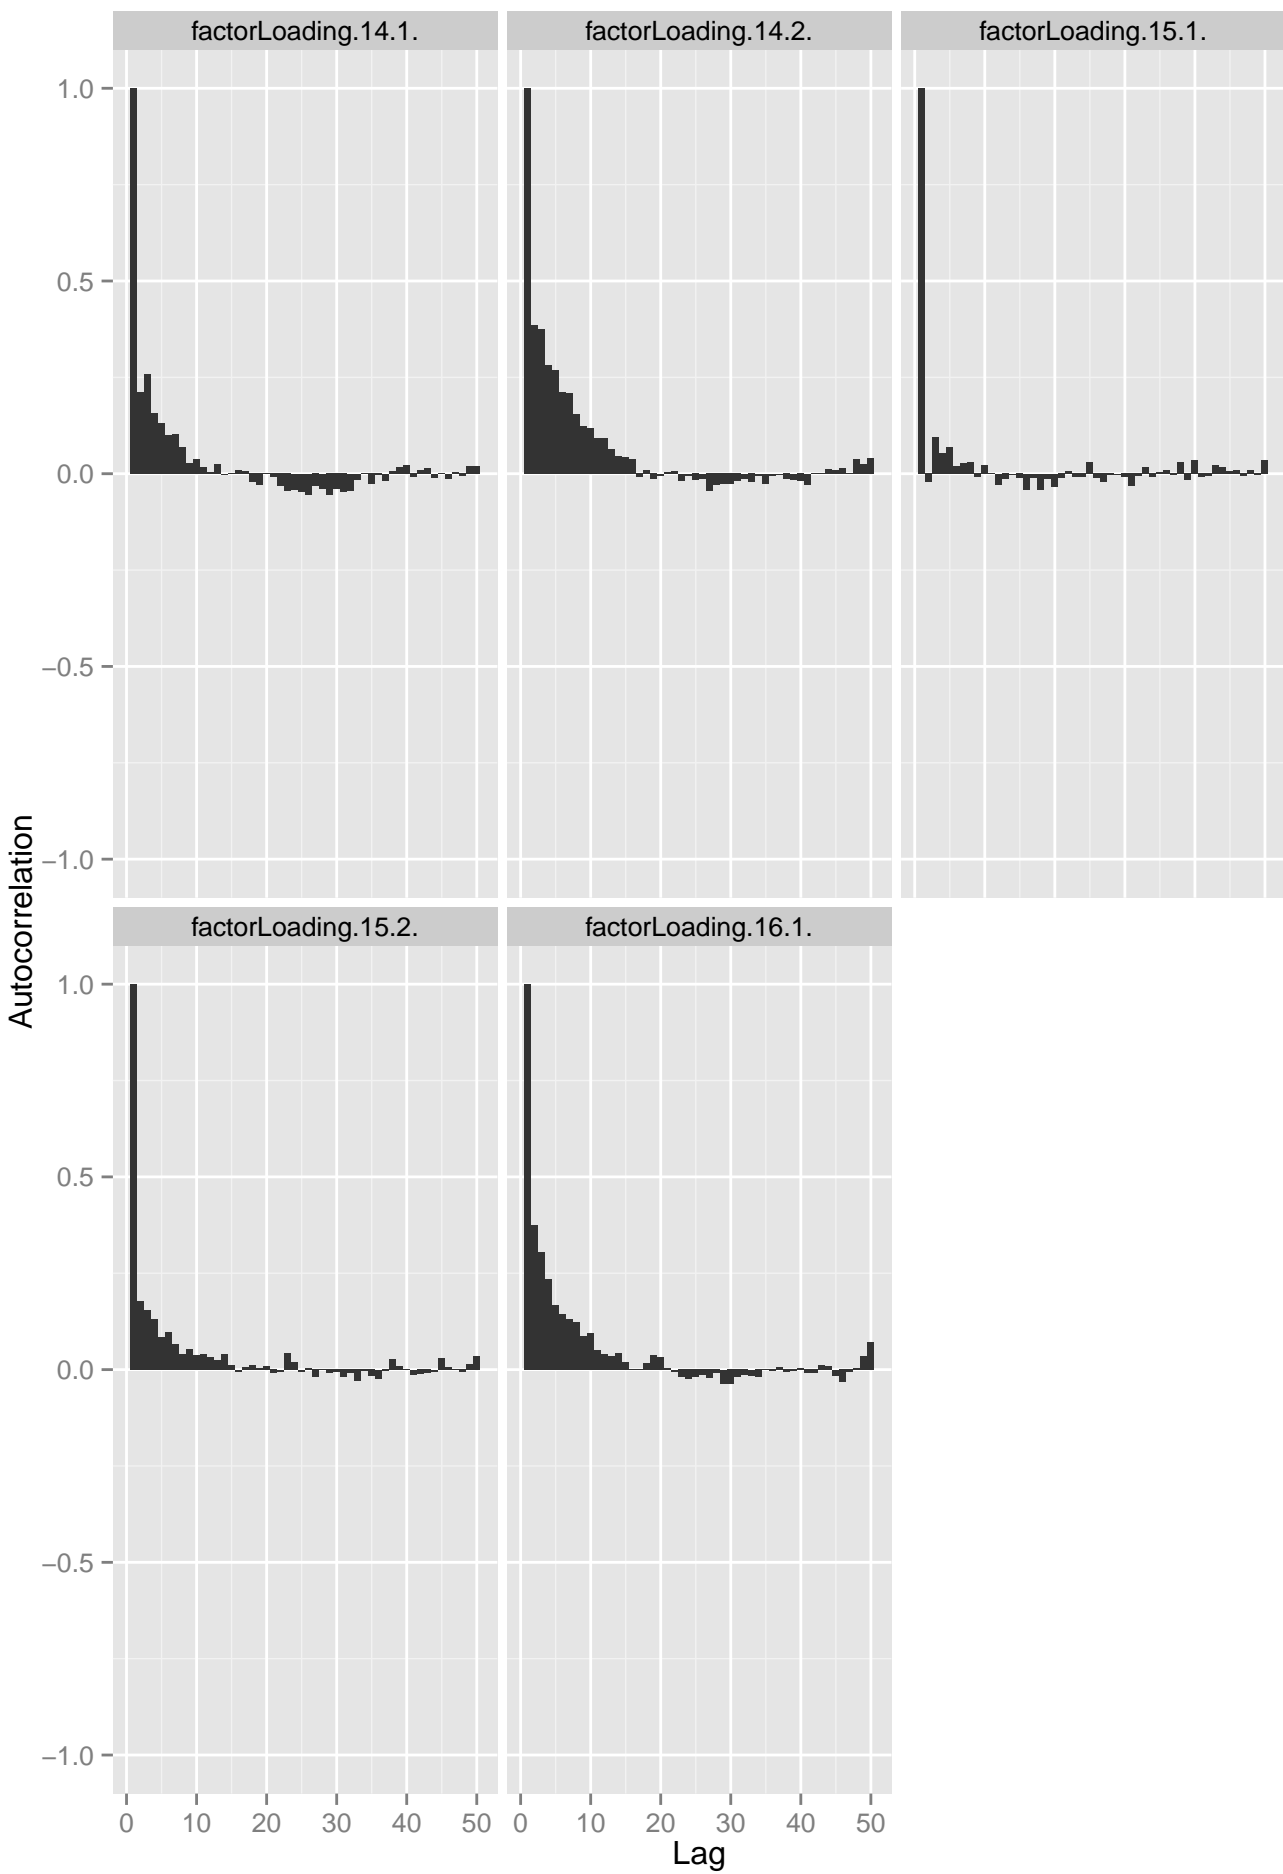 factorLoading.14.1. factorLoading.14.2. factorLoading.15.1.
1.0
0.5
0.0
−0.5
−1.0
Autocorrelation
factorLoading.15.2. factorLoading.16.1.
1.0
0.5
0.0
−0.5
−1.0
0 10 20 30 40 50 0 10 20 30 40 50
Lag